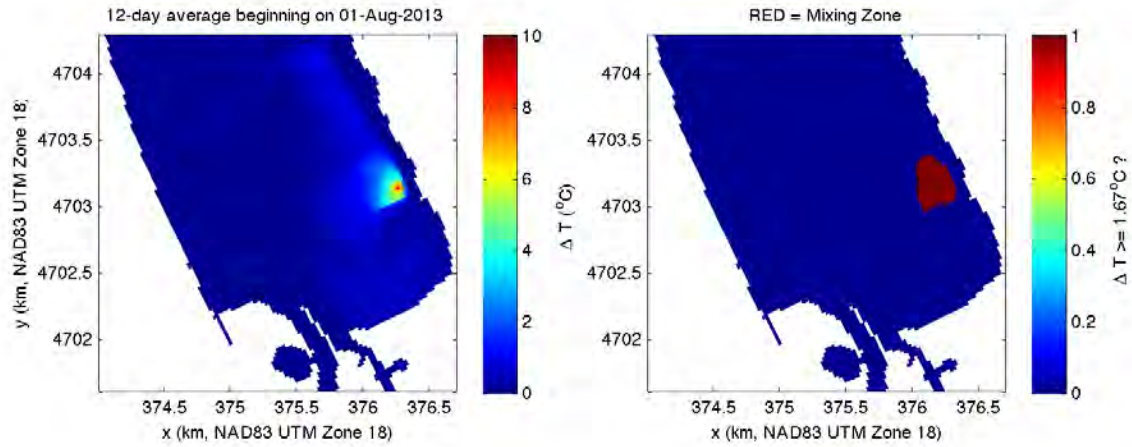 12-day average beginning on 01-Aug-2013
RED = Mixing Zone
4704
4703.5
4703
4702.5
4702
y (km, NAD83 UTM Zone 18)
374.5 375 375.5 376 376.5
x (km, NAD83 UTM Zone 18)
10
8
6
4
2
0
Δ T (°C)
4704
4703.5
4703
4702.5
4702
374.5 375 375.5 376 376.5
x (km, NAD83 UTM Zone 18)
1
0.8
0.6
0.4
0.2
0
Δ T >= 1.67°C ?